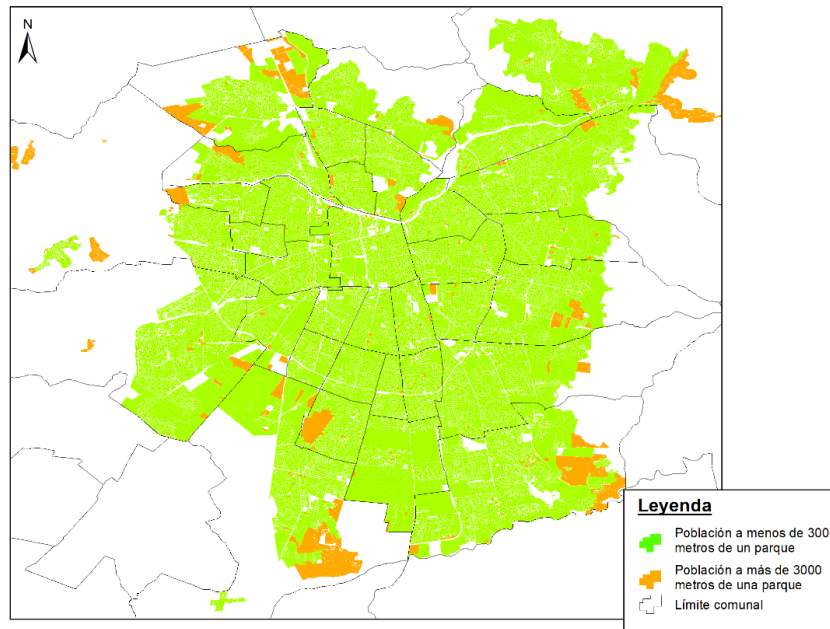 N
Leyenda
Población a menos de 300
metros de un parque
Población a más de 3000
metros de una parque
Límite comunal